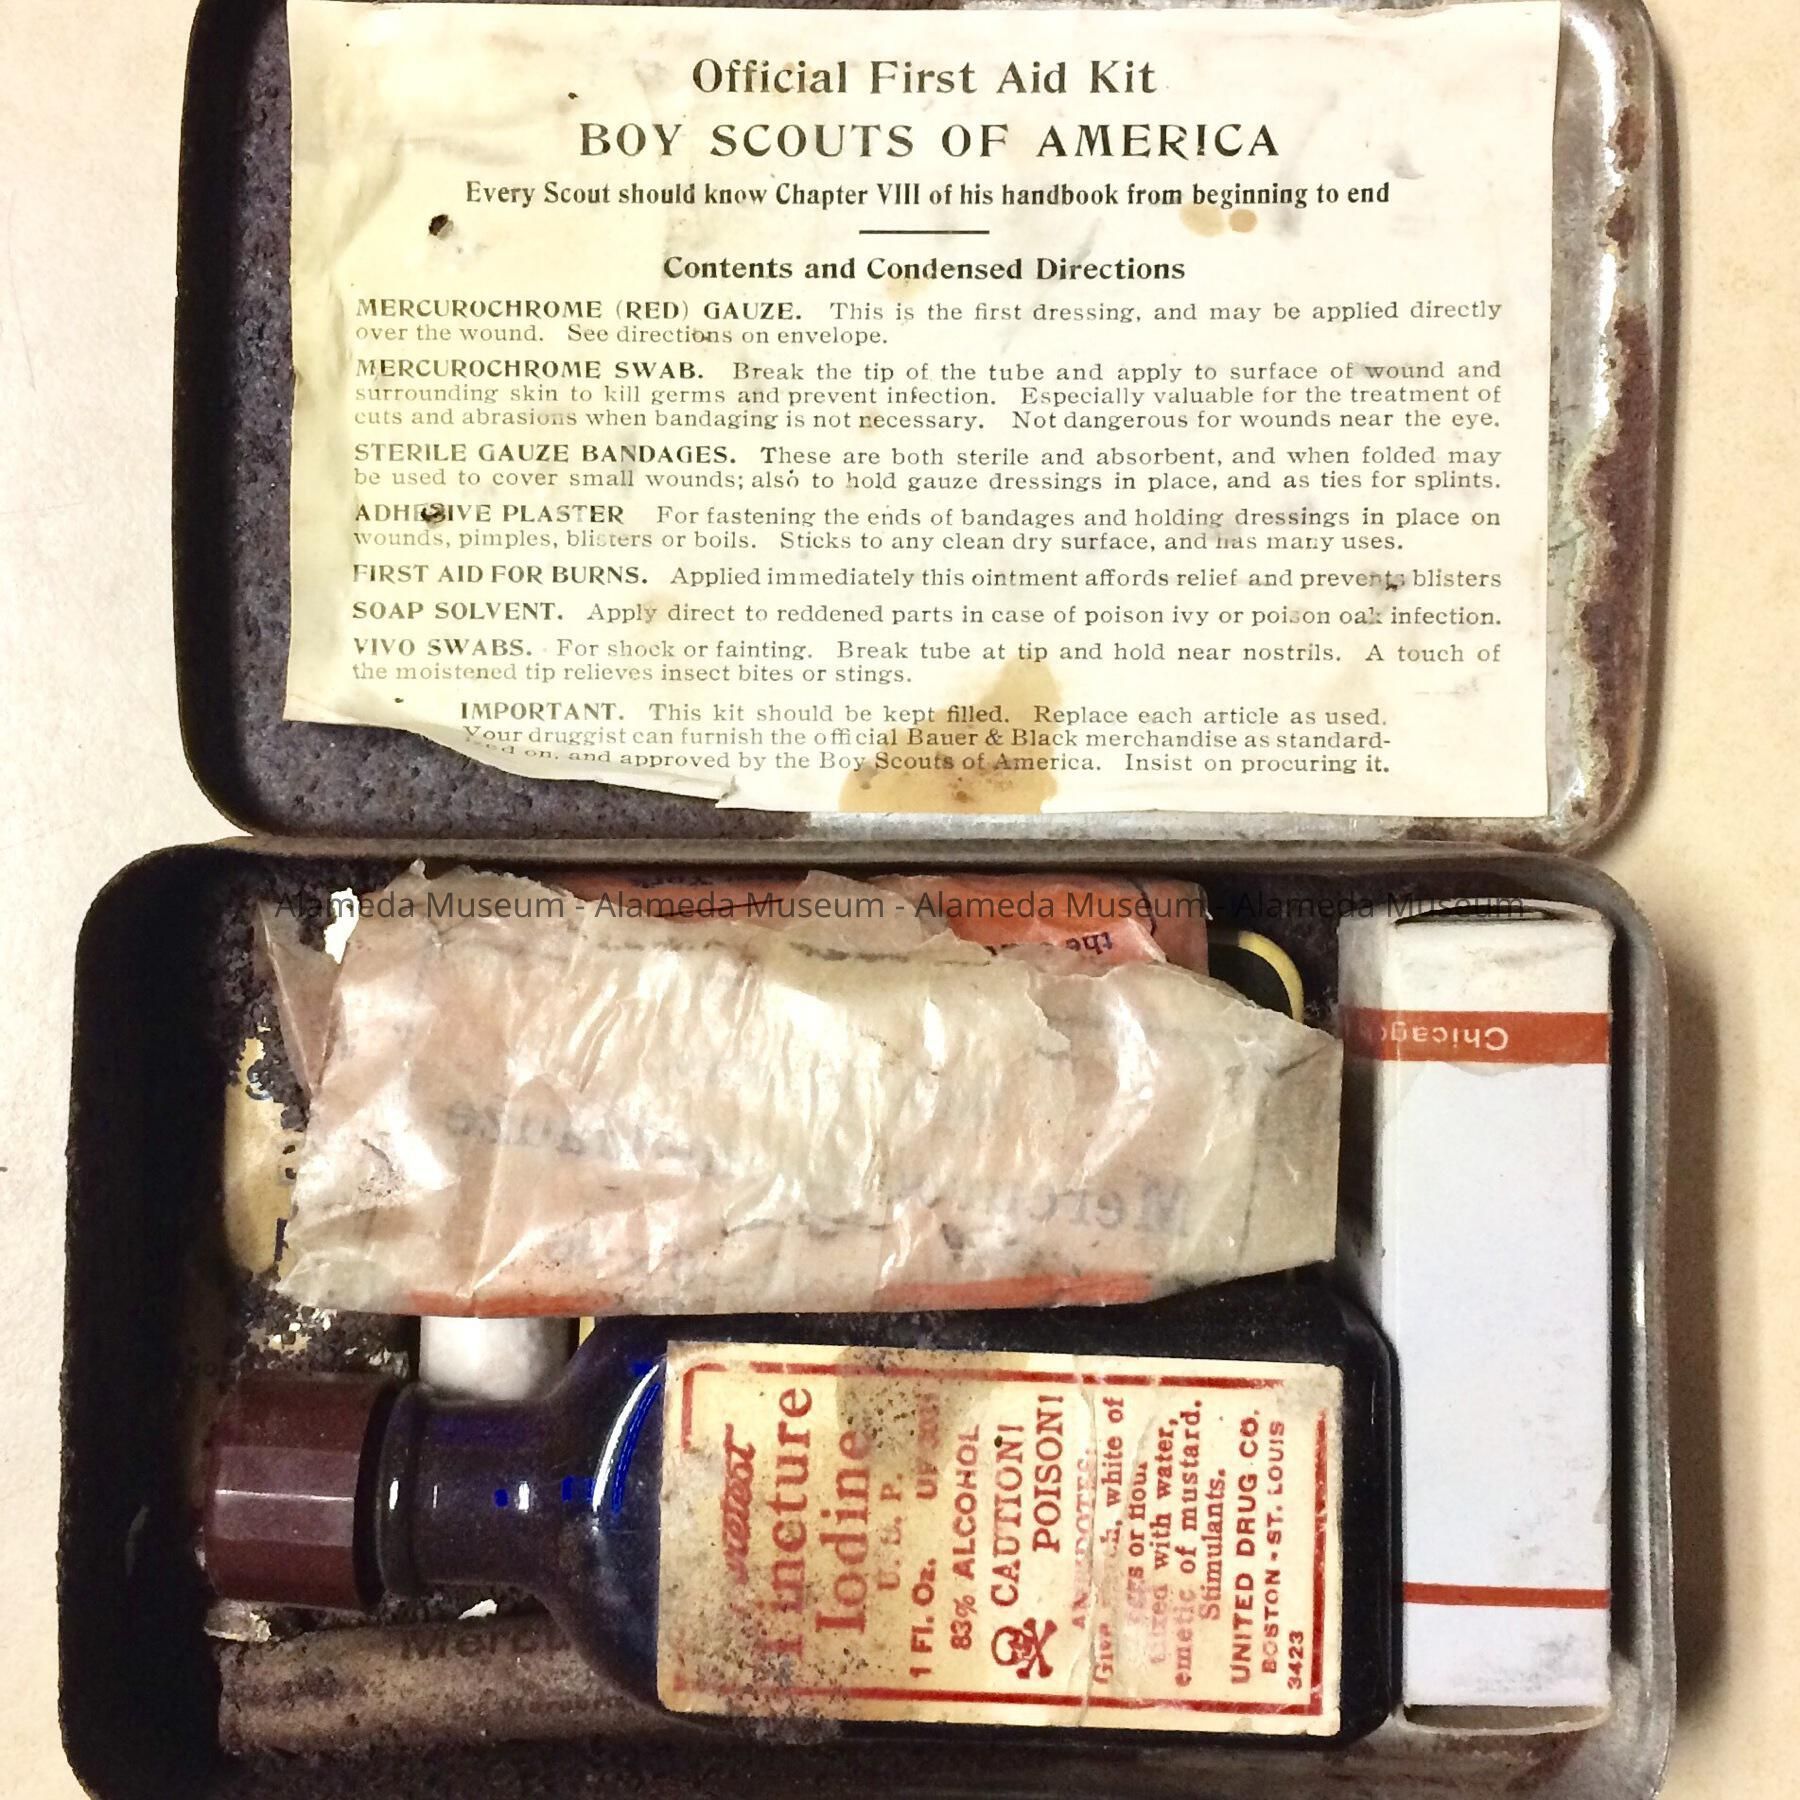 Official First Aid Kit
BOY SCOUTS OF AMERICA
Every Scout should know Chapter VIII of his handbook from beginning to end
Contents and Condensed Directions
MERCUROCHROME (RED) GAUZE. This is the first dressing, and may be applied directly
over the wound. See directions on envelope.
MERCUROCHROME SWAB. Break the tip of the tube and apply to surface of wound and
surrounding skin to kill germs and prevent infection. Especially valuable for the treatment of
cuts and abrasions when bandaging is not necessary. Not dangerous for wounds near the eye.
STERILE GAUZE BANDAGES. These are both sterile and absorbent, and when folded may
be used to cover small wounds; also to hold gauze dressings in place, and as ties for splints.
ADHESIVE PLASTER For fastening the ends of bandages and holding dressings in place on
wounds, pimples, blisters or boils. Sticks to any clean dry surface, and has many uses.
FIRST AID FOR BURNS. Applied immediately this ointment affords relief and prevents blisters
SOAP SOLVENT. Apply direct to reddened parts in case of poison ivy or poison oak infection.
VIVO SWABS. For shock or fainting. Break tube at tip and hold near nostrils. A touch of
the moistened tip relieves insect bites or stings.
IMPORTANT. This kit should be kept filled. Replace each article as used.
Your druggist can furnish the official Bauer & Black merchandise as standard-
on, and approved by the Boy Scouts of America. Insist on procuring it.
Alameda Museum - Alameda Museum - Alameda Museum - Alameda Museum
the
Chicago
Tincture
Iodine
U. S. P.
1 Fl. Oz.
83% ALCOHOL
CAUTION!
POISON!
ANTIDOTES.
Give white of
eggs or flour
mixed with water,
emetic of mustard.
Stimulants.
UNITED DRUG CO.
BOSTON - ST. LOUIS
3423